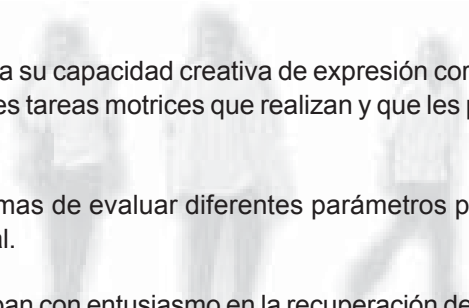 a su capacidad creativa de expresión
es tareas motrices que realizan y que les
mas de evaluar diferentes parámetros
al.
pan con entusiasmo en la recuperación de